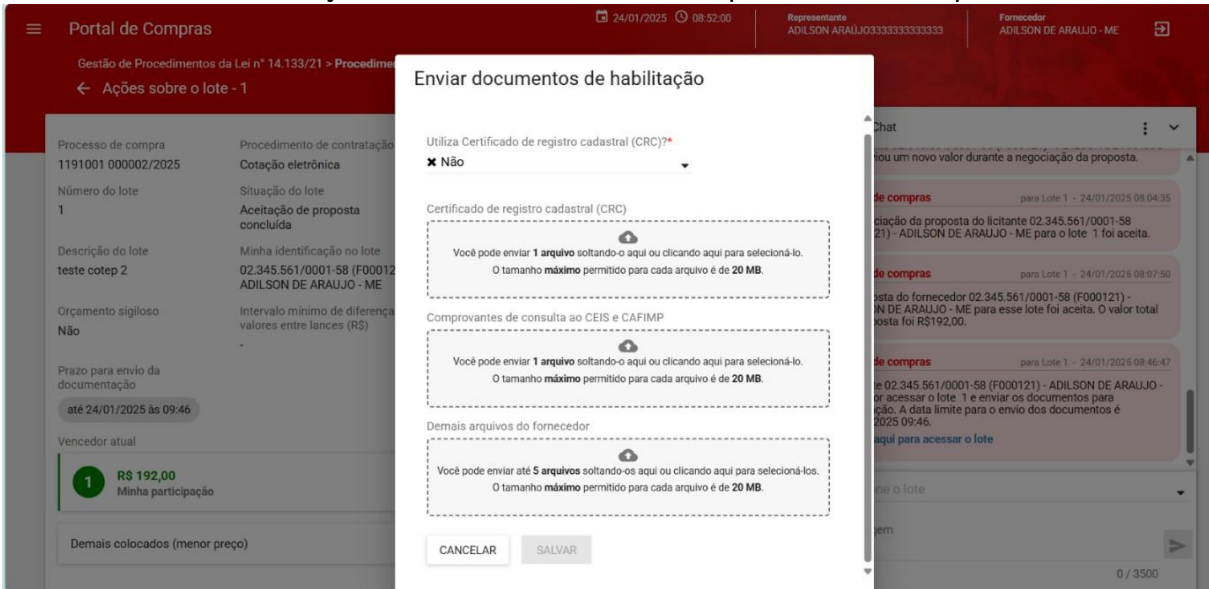 24/01/2025 08:52:00
Portal de Compras
Representante
ADILSON ARAÚJO3333333333333
Fornecedor
ADILSON DE ARAUJO - ME
Gestão de Procedimentos da Lei n° 14.133/21 > Procedime
Ações sobre o lote - 1
Processo de compra
1191001 000002/2025
Procedimento de contratação
Cotação eletrônica
Número do lote
1
Situação do lote
Aceitação de proposta
concluída
Descrição do lote
teste cotep 2
Minha identificação no lote
02.345.561/0001-58 (F00012
ADILSON DE ARAUJO - ME
Orçamento sigiloso
Não
Intervalo mínimo de diferença
valores entre lances (R$)
-
Prazo para envio da
documentação
até 24/01/2025 às 09:46
Vencedor atual
1
R$ 192,00
Minha participação
Demais colocados (menor preço)
Enviar documentos de habilitação
Utiliza Certificado de registro cadastral (CRC)?*
Não
Certificado de registro cadastral (CRC)
Você pode enviar 1 arquivo soltando-o aqui ou clicando aqui para selecioná-lo.
O tamanho máximo permitido para cada arquivo é de 20 MB.
Comprovantes de consulta ao CEIS e CAFIMP
Você pode enviar 1 arquivo soltando-o aqui ou clicando aqui para selecioná-lo.
O tamanho máximo permitido para cada arquivo é de 20 MB.
Demais arquivos do fornecedor
Você pode enviar até 5 arquivos soltando-os aqui ou clicando aqui para selecioná-los.
O tamanho máximo permitido para cada arquivo é de 20 MB.
CANCELAR
SALVAR
Chat
iou um novo valor durante a negociação da proposta.
de compras
para Lote 1 - 24/01/2025 08:04:35
ciação da proposta do licitante 02.345.561/0001-58
21) - ADILSON DE ARAUJO - ME para o lote 1 foi aceita.
de compras
para Lote 1 - 24/01/2025 08:07:50
osta do fornecedor 02.345.561/0001-58 (F000121) -
N DE ARAUJO - ME para esse lote foi aceita. O valor total
posta foi R$192,00.
de compras
para Lote 1 - 24/01/2025 08:46:47
e 02.345.561/0001-58 (F000121) - ADILSON DE ARAUJO -
or acessar o lote 1 e enviar os documentos para
ção. A data limite para o envio dos documentos é
2025 09:46.
aqui para acessar o lote
ne o lote
em
0 / 3500